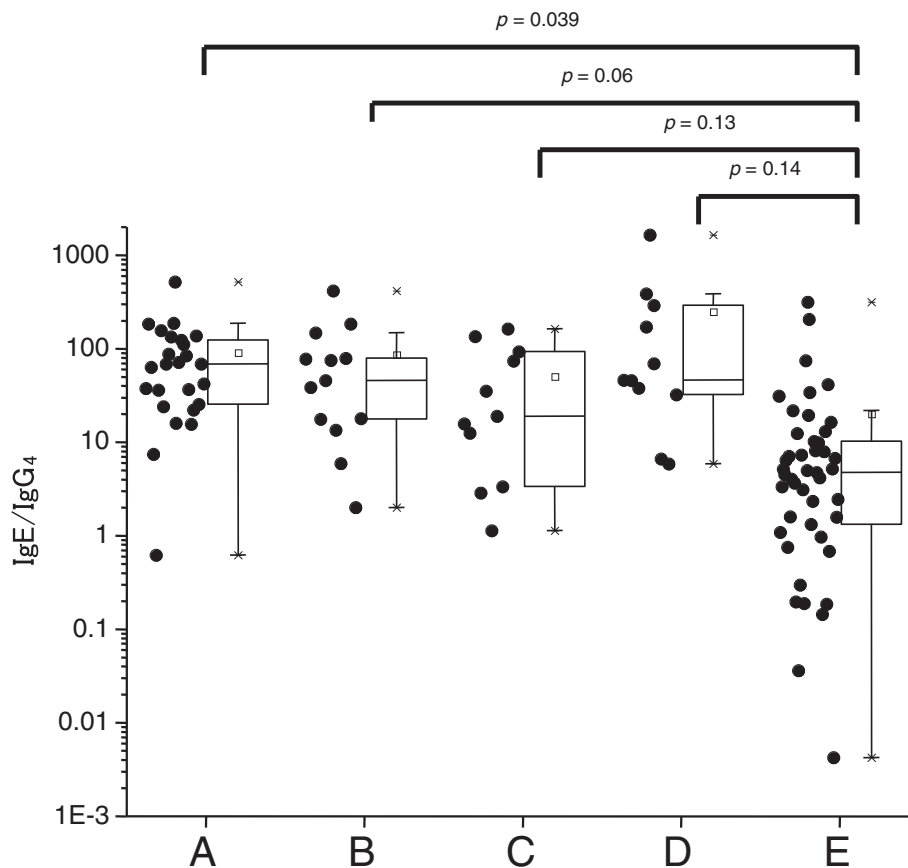 p = 0.039
p = 0.06
p = 0.13
p = 0.14
IgE/IgG₄
1000
100
10
1
0.1
0.01
1E-3
A B C D E